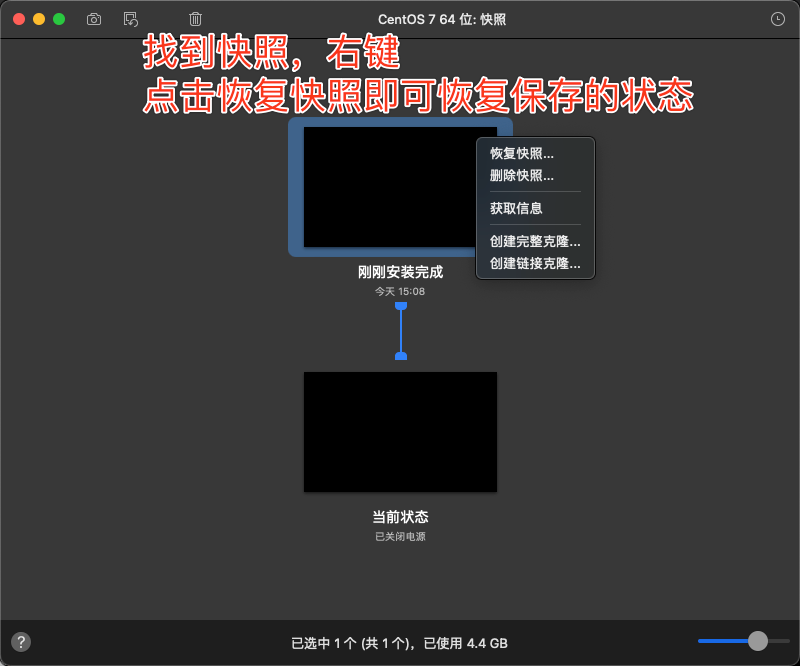 CentOS 7 64 位: 快照
找到快照，右键
点击恢复快照即可恢复保存的状态
恢复快照...
删除快照...
获取信息
创建完整克隆...
创建链接克隆...
刚刚安装完成
今天 15:08
当前状态
已关闭电源
?
已选中 1 个 (共 1 个)，已使用 4.4 GB